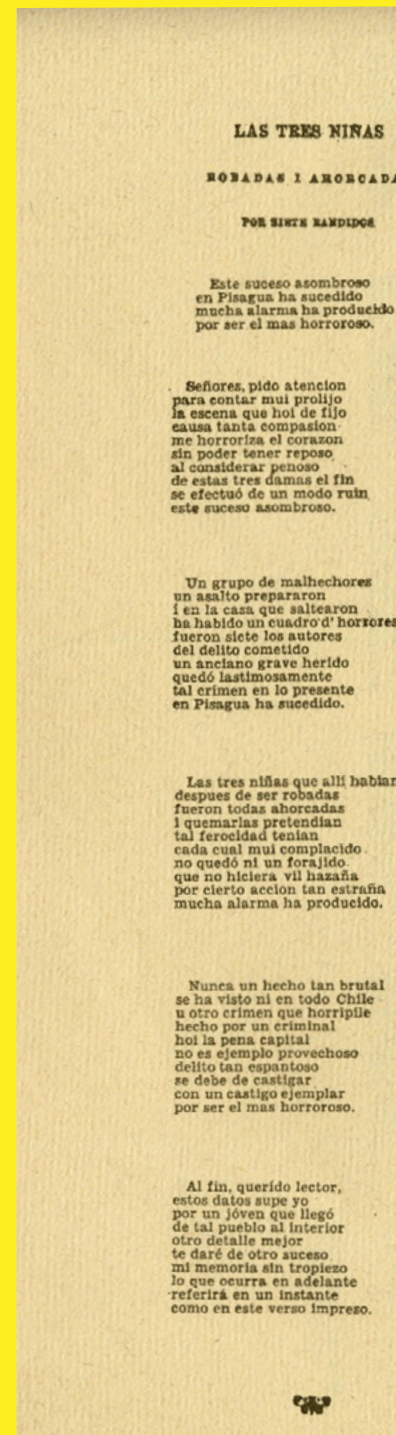 LAS TRES NIÑAS
ROBADAS I AHORCADA
POR SIETE BANDIDOS
Este suceso asombroso
en Pisagua ha sucedido
mucha alarma ha producido
por ser el mas horroroso.
Señores, pido atencion
para contar mui prolijo
la escena que hoi de fijo
causa tanta compasion
me horroriza el corazon
sin poder tener reposo
al considerar penoso
de estas tres damas el fin
se efectuó de un modo ruin
este suceso asombroso.
Un grupo de malhechores
un asalto prepararon
i en la casa que saltearon
ha habido un cuadro d' horrores
fueron siete los autores
del delito cometido
un anciano grave herido
quedó lastimosamente
tal crimen en lo presente
en Pisagua ha sucedido.
Las tres niñas que allí habian
despues de ser robadas
fueron todas ahorcadas
i quemarlas pretendian
tal ferocidad tenian
cada cual mui complacido
no quedó ni un forajido
que no hiciera vil hazaña
por cierto accion tan estraña
mucha alarma ha producido.
Nunca un hecho tan brutal
se ha visto ni en todo Chile
u otro crimen que horripile
hecho por un criminal
hoi la pena capital
no es ejemplo provechoso
delito tan espantoso
se debe de castigar
con un castigo ejemplar
por ser el mas horroroso.
Al fin, querido lector,
estos datos supe yo
por un jóven que llegó
de tal pueblo al interior
otro detalle mejor
te daré de otro suceso
mi memoria sin tropiezo
lo que ocurra en adelante
referirá en un instante
como en este verso impreso.